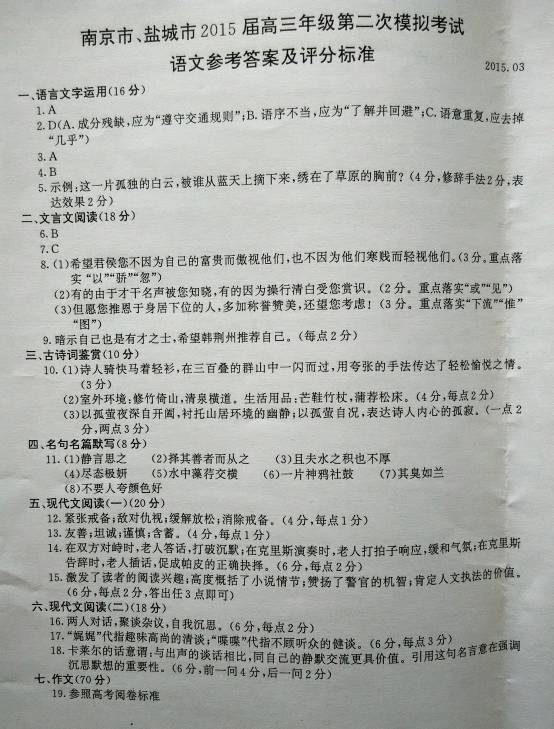 南京市、盐城市2015届高三年级第二次模拟考试
语文参考答案及评分标准
2015.03
一、语言文字运用(16分)
1.A
2.D(A.成分残缺,应为“遵守交通规则”;B.语序不当,应为“了解并回避”;C.语意重复,应去掉
“几乎”)
3.A
4.B
5.示例:这一片孤独的白云,被谁从蓝天上摘下来,绣在了草原的胸前?(4分,修辞手法2分,表
达效果2分)
二、文言文阅读(18分)
6.B
7.C
8.(1)希望君侯您不因为自己的富贵而傲视他们,也不因为他们寒贱而轻视他们。(3分。重点落
实“以”“骄”“忽”)
(2)有的由于才干名声被您知晓,有的因为操行清白受您赏识。(2分。重点落实“或”“见”)
(3)但愿您推恩于身居下位的人,多加称誉赞美,还望您考虑!(3分。重点落实“下流”“惟”
“图”)
9.暗示自己也是有才之士,希望韩荆州推荐自己。(每点2分)
三、古诗词鉴赏(10分)
10.(1)诗人骑快马着轻衫,在三百叠的群山中一闪而过,用夸张的手法传达了轻松愉悦之情。
(3分)
(2)室外环境:修竹倚山,清泉横道。生活用品:芒鞋竹杖,蒲荐松床。(4分,每点2分)
(3)以孤萤夜深自开阖,衬托山居环境的幽静;以孤萤自况,表达诗人内心的孤寂。(一点2
分,两点3分)
四、名句名篇默写(8分)
11.(1)静言思之 (2)择其善者而从之 (3)且夫水之积也不厚
(4)尽态极妍 (5)水中藻荇交横 (6)一片神鸦社鼓 (7)其臭如兰
(8)不要人夸颜色好
五、现代文阅读(一)(20分)
12.紧张戒备;敌对仇视;缓解放松;消除戒备。(4分,每点1分)
13.友善;坦诚;谨慎;含蓄。(4分,每点1分)
14.在双方对峙时,老人答话,打破沉默;在克里斯演奏时,老人打拍子响应,缓和气氛;在克里斯
告辞时,老人插话,促成帕皮的正确抉择。(6分,每点2分)
15.激发了读者的阅读兴趣;高度概括了小说情节;赞扬了警官的机智;肯定人文执法的价值。
(6分,每点2分,答出任3点即可)
六、现代文阅读(二)(18分)
16.两人对话,聚谈杂议,自我沉思。(6分,每点2分)
17.“娓娓”代指趣味高尚的清谈;“喋喋”代指不顾听众的健谈。(6分,每点3分)
18.卡莱尔的话意谓:与出声的谈话相比,同自己的静默交流更具价值。引用这句名言意在强调
沉思默想的重要性。(6分,前一问4分,后一问2分)
七、作文(70分)
19.参照高考阅卷标准